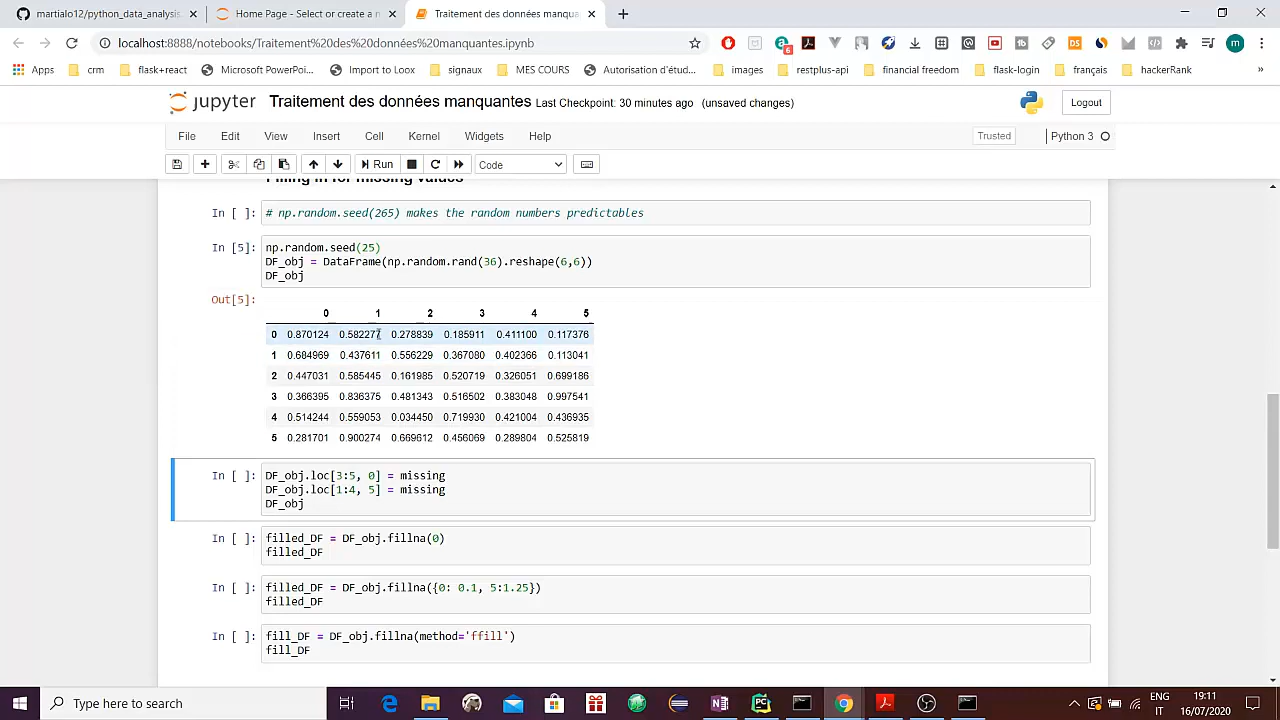 martialo12/python_data_analysis
Home Page - Select or create a n
Traitement des données manqua
localhost:8888/notebooks/Traitement%20des%20données%20manquantes.ipynb
Apps crm flask+react Microsoft PowerPoi... Import to Loox signaux MES COURS Autorisation d'étud... images restplus-api financial freedom flask-login français hackerRank »
jupyter Traitement des données manquantes Last Checkpoint: 30 minutes ago (unsaved changes) Logout
File Edit View Insert Cell Kernel Widgets Help Trusted Python 3
Run Code
Filling in for missing values
In [ ]: # np.random.seed(265) makes the random numbers predictables
In [5]: np.random.seed(25)
DF_obj = DataFrame(np.random.rand(36).reshape(6,6))
DF_obj
Out[5]:
0 1 2 3 4 5
0 0.870124 0.582277 0.278839 0.185911 0.411100 0.117376
1 0.684969 0.437611 0.556229 0.367080 0.402366 0.113041
2 0.447031 0.585445 0.161985 0.520719 0.326051 0.699186
3 0.366395 0.836375 0.481343 0.516502 0.383048 0.997541
4 0.514244 0.559053 0.034450 0.719930 0.421004 0.436935
5 0.281701 0.900274 0.669612 0.456069 0.289804 0.525819
In [ ]: DF_obj.loc[3:5, 0] = missing
DF_obj.loc[1:4, 5] = missing
DF_obj
In [ ]: filled_DF = DF_obj.fillna(0)
filled_DF
In [ ]: filled_DF = DF_obj.fillna({0: 0.1, 5:1.25})
filled_DF
In [ ]: fill_DF = DF_obj.fillna(method='ffill')
fill_DF
Type here to search
ENG 19:11
IT 16/07/2020